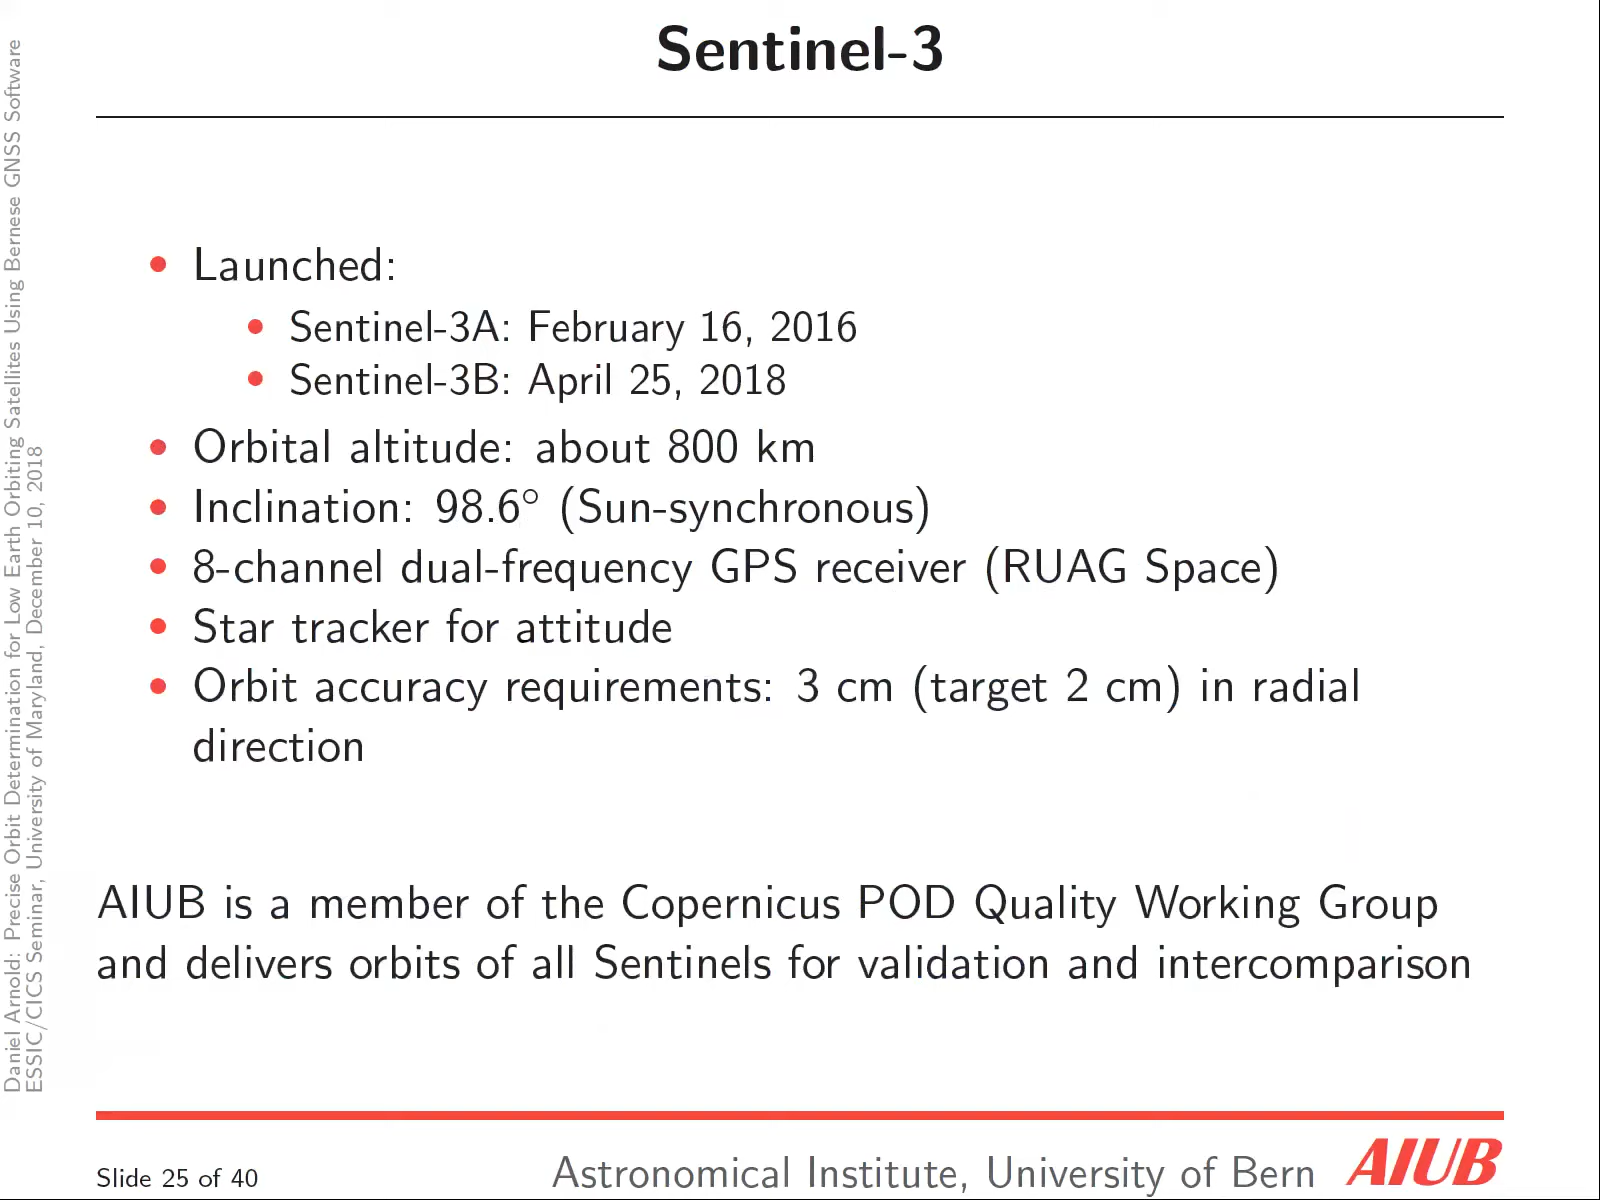 Sentinel-3
Daniel Arnold: Precise Orbit Determination for Low Earth Orbiting Satellites Using Bernese GNSS Software
ESSIC/CICS Seminar, University of Maryland, December 10, 2018
• Launched:
• Sentinel-3A: February 16, 2016
• Sentinel-3B: April 25, 2018
• Orbital altitude: about 800 km
• Inclination: 98.6° (Sun-synchronous)
• 8-channel dual-frequency GPS receiver (RUAG Space)
• Star tracker for attitude
• Orbit accuracy requirements: 3 cm (target 2 cm) in radial
direction
AIUB is a member of the Copernicus POD Quality Working Group
and delivers orbits of all Sentinels for validation and intercomparison
Slide 25 of 40
Astronomical Institute, University of Bern
AIUB